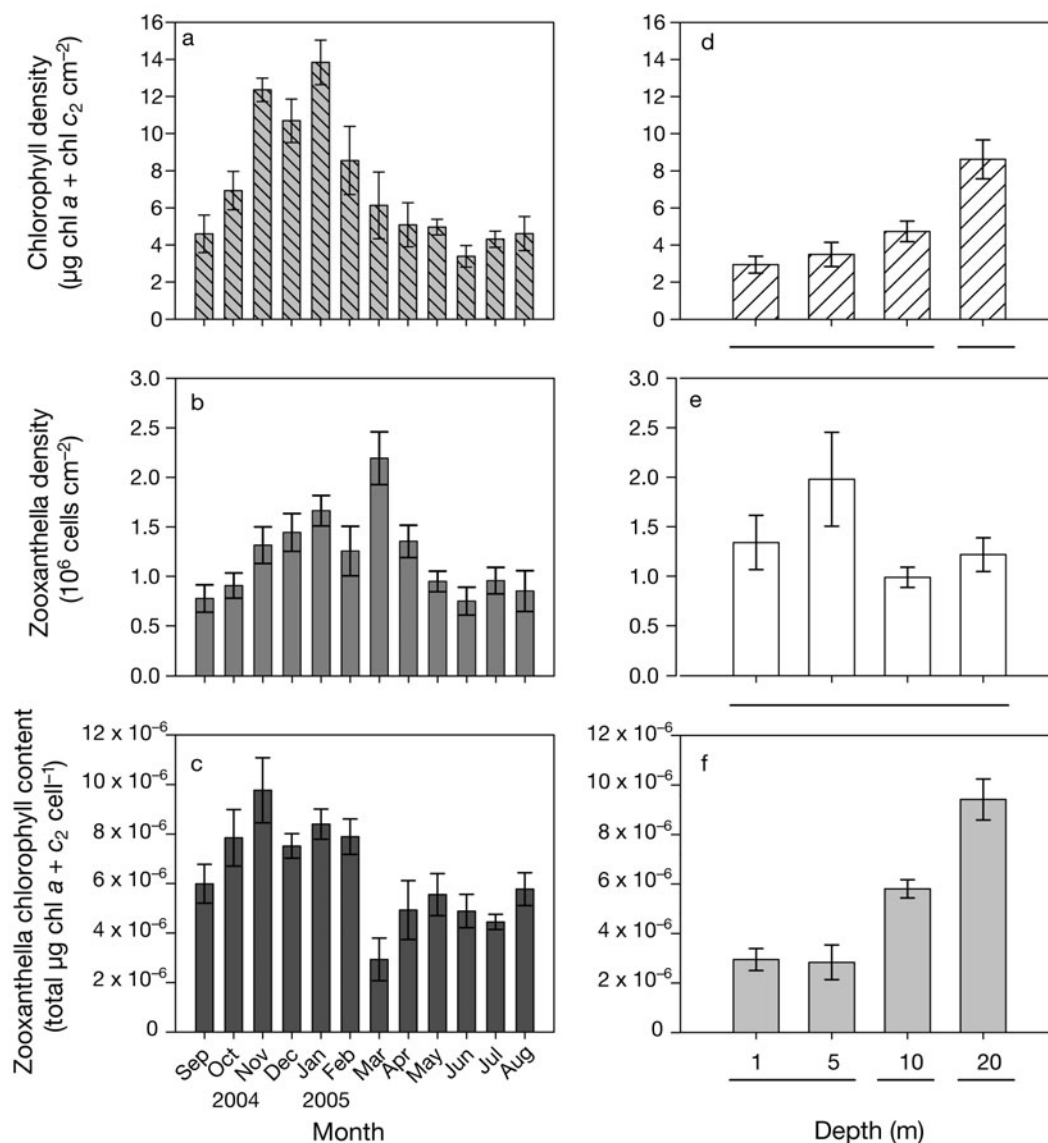 Chlorophyll density
(µg chl a + chl c₂ cm⁻²)
16
14
12
10
8
6
4
2
0
a
16
14
12
10
8
6
4
2
0
d
Zooxanthella density
(10⁶ cells cm⁻²)
3.0
2.5
2.0
1.5
1.0
0.5
0.0
b
3.0
2.5
2.0
1.5
1.0
0.5
0.0
e
Zooxanthella chlorophyll content
(total µg chl a + c₂ cell⁻¹)
12 x 10⁻⁶
10 x 10⁻⁶
8 x 10⁻⁶
6 x 10⁻⁶
4 x 10⁻⁶
2 x 10⁻⁶
0
c
Sep Oct Nov Dec Jan Feb Mar Apr May Jun Jul Aug
2004 2005
Month
12 x 10⁻⁶
10 x 10⁻⁶
8 x 10⁻⁶
6 x 10⁻⁶
4 x 10⁻⁶
2 x 10⁻⁶
0
f
1 5 10 20
Depth (m)